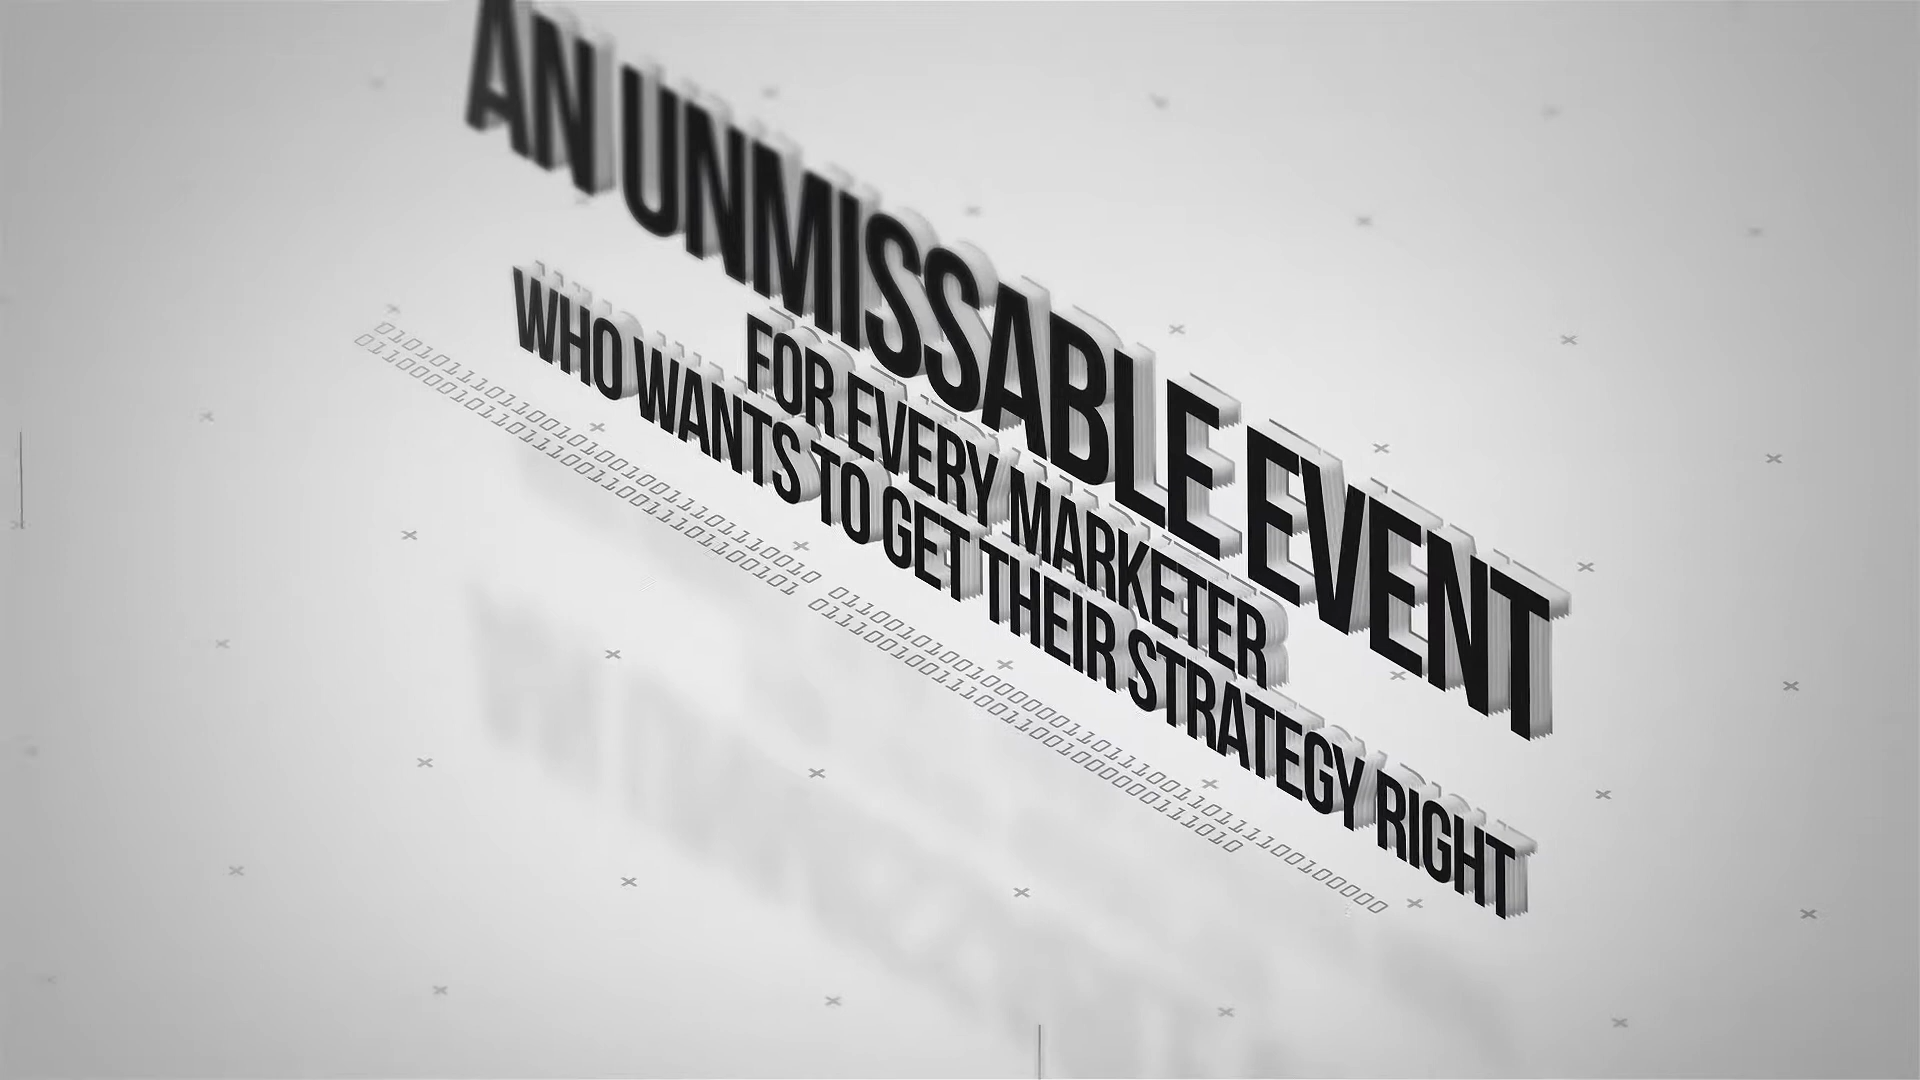 AN UNMISSABLE EVENT
FOR EVERY MARKETER
WHO WANTS TO GET THEIR STRATEGY RIGHT